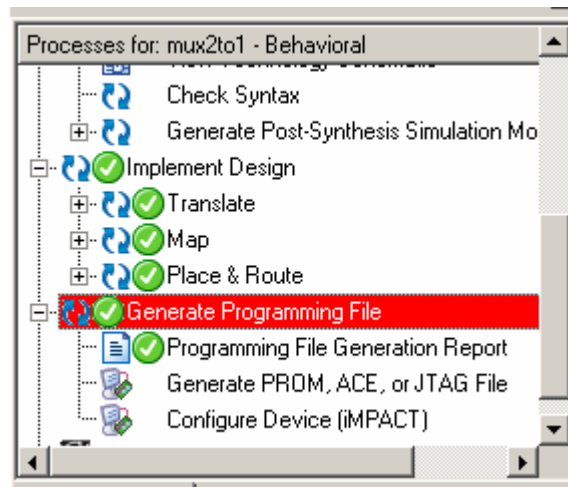 Processes for: mux2to1 - Behavioral
Check Syntax
Generate Post-Synthesis Simulation Mo
Implement Design
Translate
Map
Place & Route
Generate Programming File
Programming File Generation Report
Generate PROM, ACE, or JTAG File
Configure Device (iMPACT)